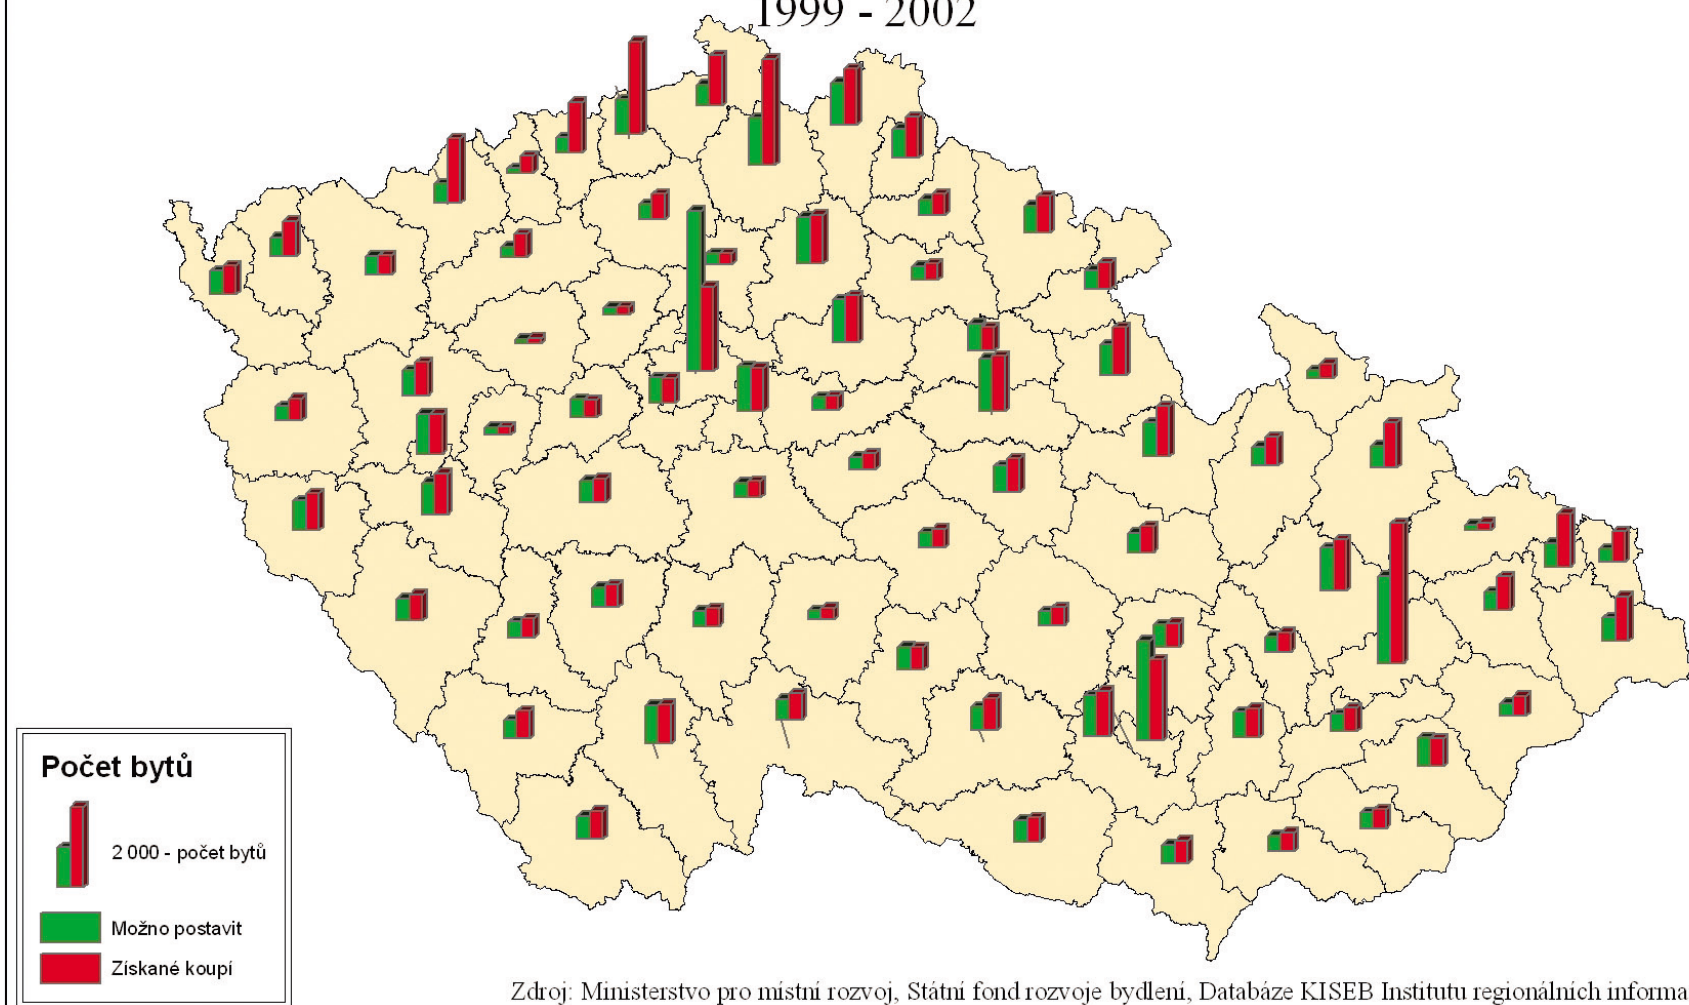 1999 - 2002
Počet bytů
2 000 - počet bytů
Možno postavit
Získané koupí
Zdroj: Ministerstvo pro místní rozvoj, Státní fond rozvoje bydlení, Databáze KISEB Institutu regionálních informa